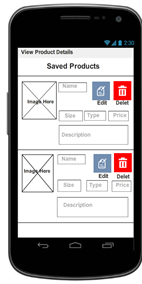 5:30
View Product Details
Saved Products
Name
Image Here
Edit
Delet
Size Type Price
Description
Name
Image Here
Edit
Delet
Size Type Price
Description